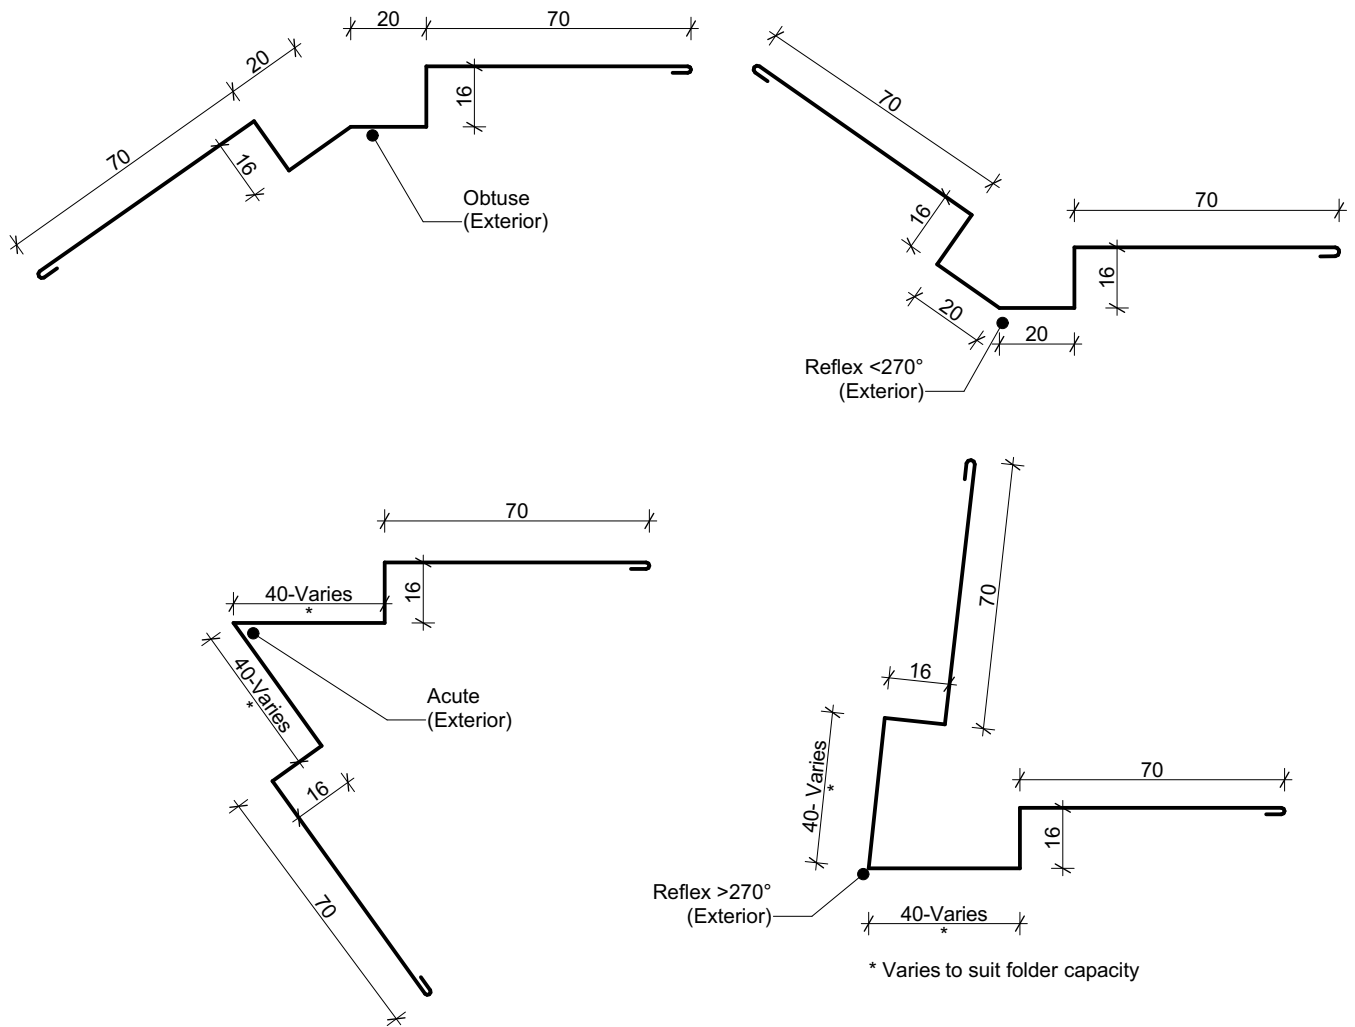 20
70
20
70
16
16
Obtuse
(Exterior)
70
16
70
16
20
20
Reflex <270°
(Exterior)
70
40-Varies
*
16
40-Varies
*
Acute
(Exterior)
16
70
70
16
40- Varies
*
70
16
Reflex >270°
(Exterior)
40-Varies
*
* Varies to suit folder capacity